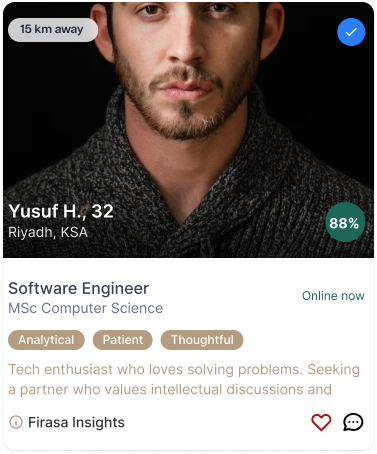 15 km away
Yusuf H., 32
Riyadh, KSA
88%
Software Engineer
MSc Computer Science
Online now
Analytical Patient Thoughtful
Tech enthusiast who loves solving problems. Seeking
a partner who values intellectual discussions and
Firasa Insights